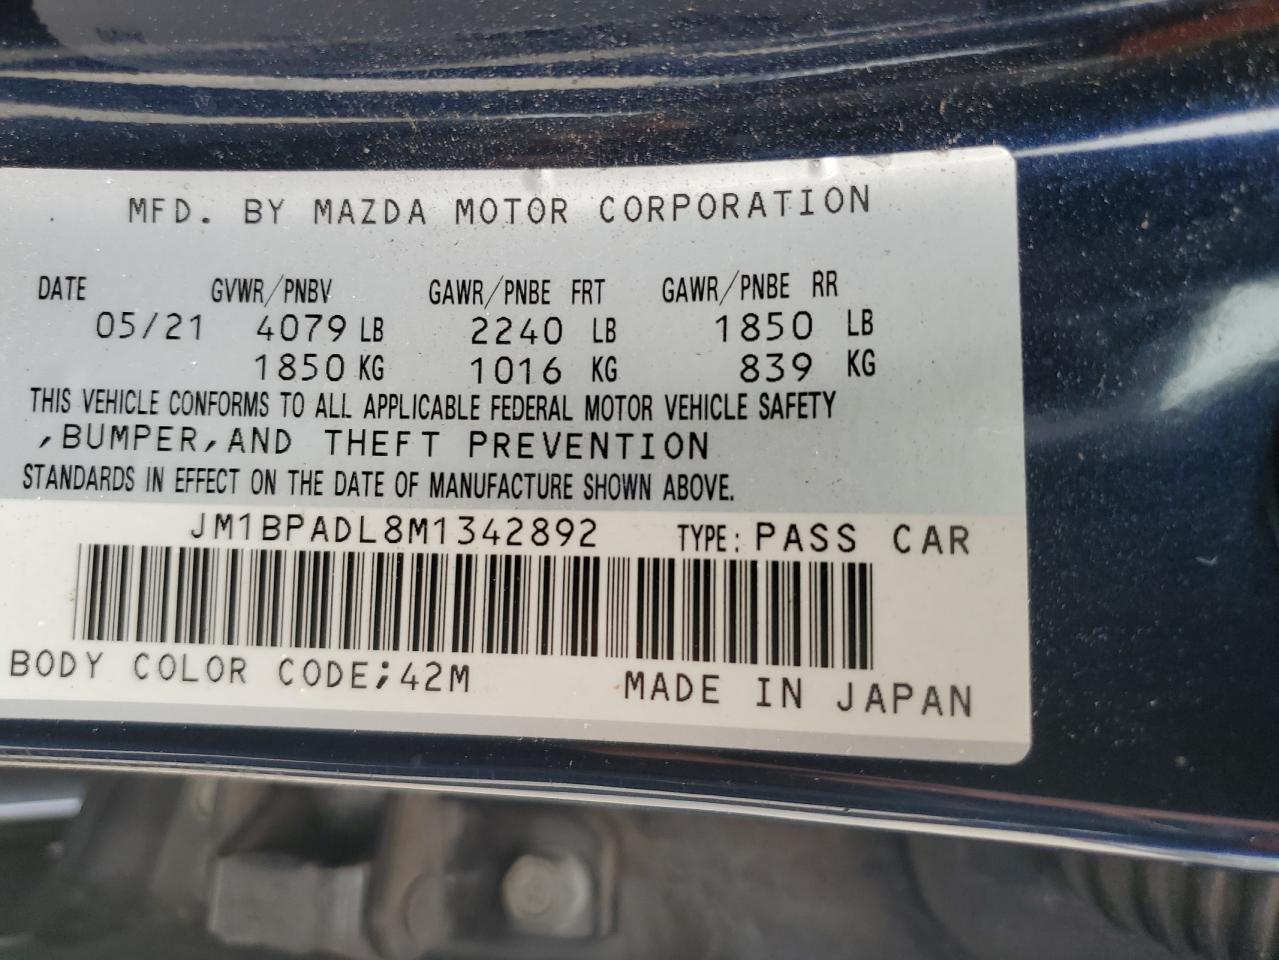 MFD. BY MAZDA MOTOR CORPORATION
DATE GVWR/PNBV GAWR/PNBE FRT GAWR/PNBE RR
05/21 4079 LB 2240 LB 1850 LB
1850 KG 1016 KG 839 KG
THIS VEHICLE CONFORMS TO ALL APPLICABLE FEDERAL MOTOR VEHICLE SAFETY
,BUMPER,AND THEFT PREVENTION
STANDARDS IN EFFECT ON THE DATE OF MANUFACTURE SHOWN ABOVE.
JM1BPADL8M1342892 TYPE: PASS CAR
BODY COLOR CODE;42M MADE IN JAPAN